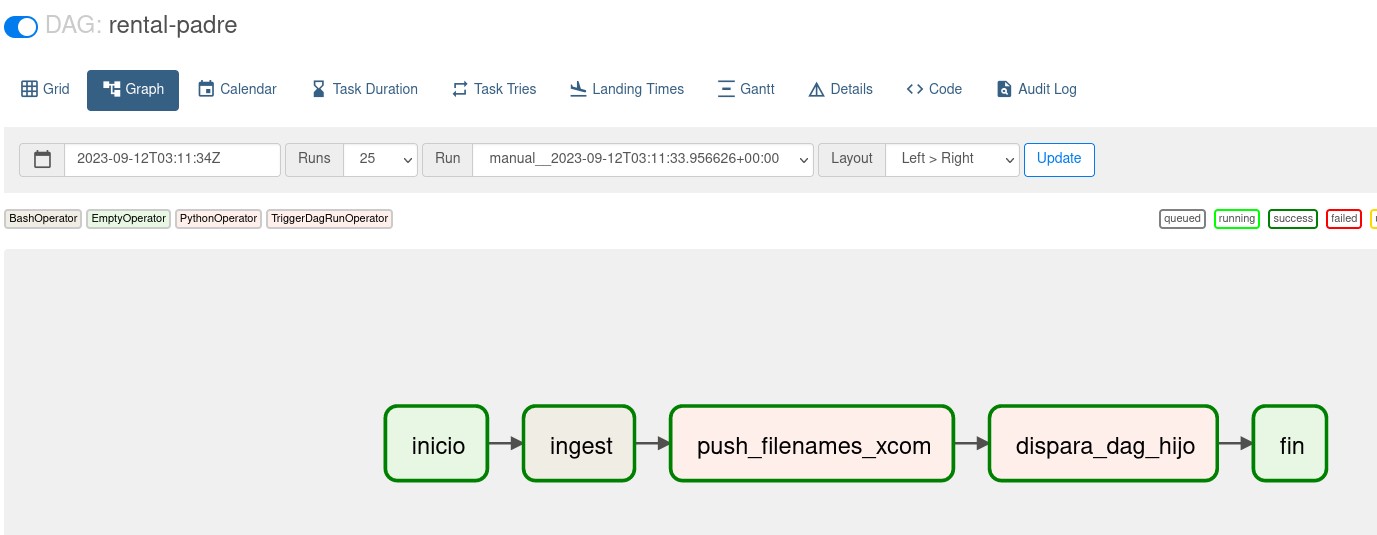 DAG: rental-padre
Grid Graph Calendar Task Duration Task Tries Landing Times Gantt Details Code Audit Log
2023-09-12T03:11:34Z Runs 25 Run manual__2023-09-12T03:11:33.956626+00:00 Layout Left > Right Update
BashOperator EmptyOperator PythonOperator TriggerDagRunOperator queued running success failed
inicio ingest push_filenames_xcom dispara_dag_hijo fin